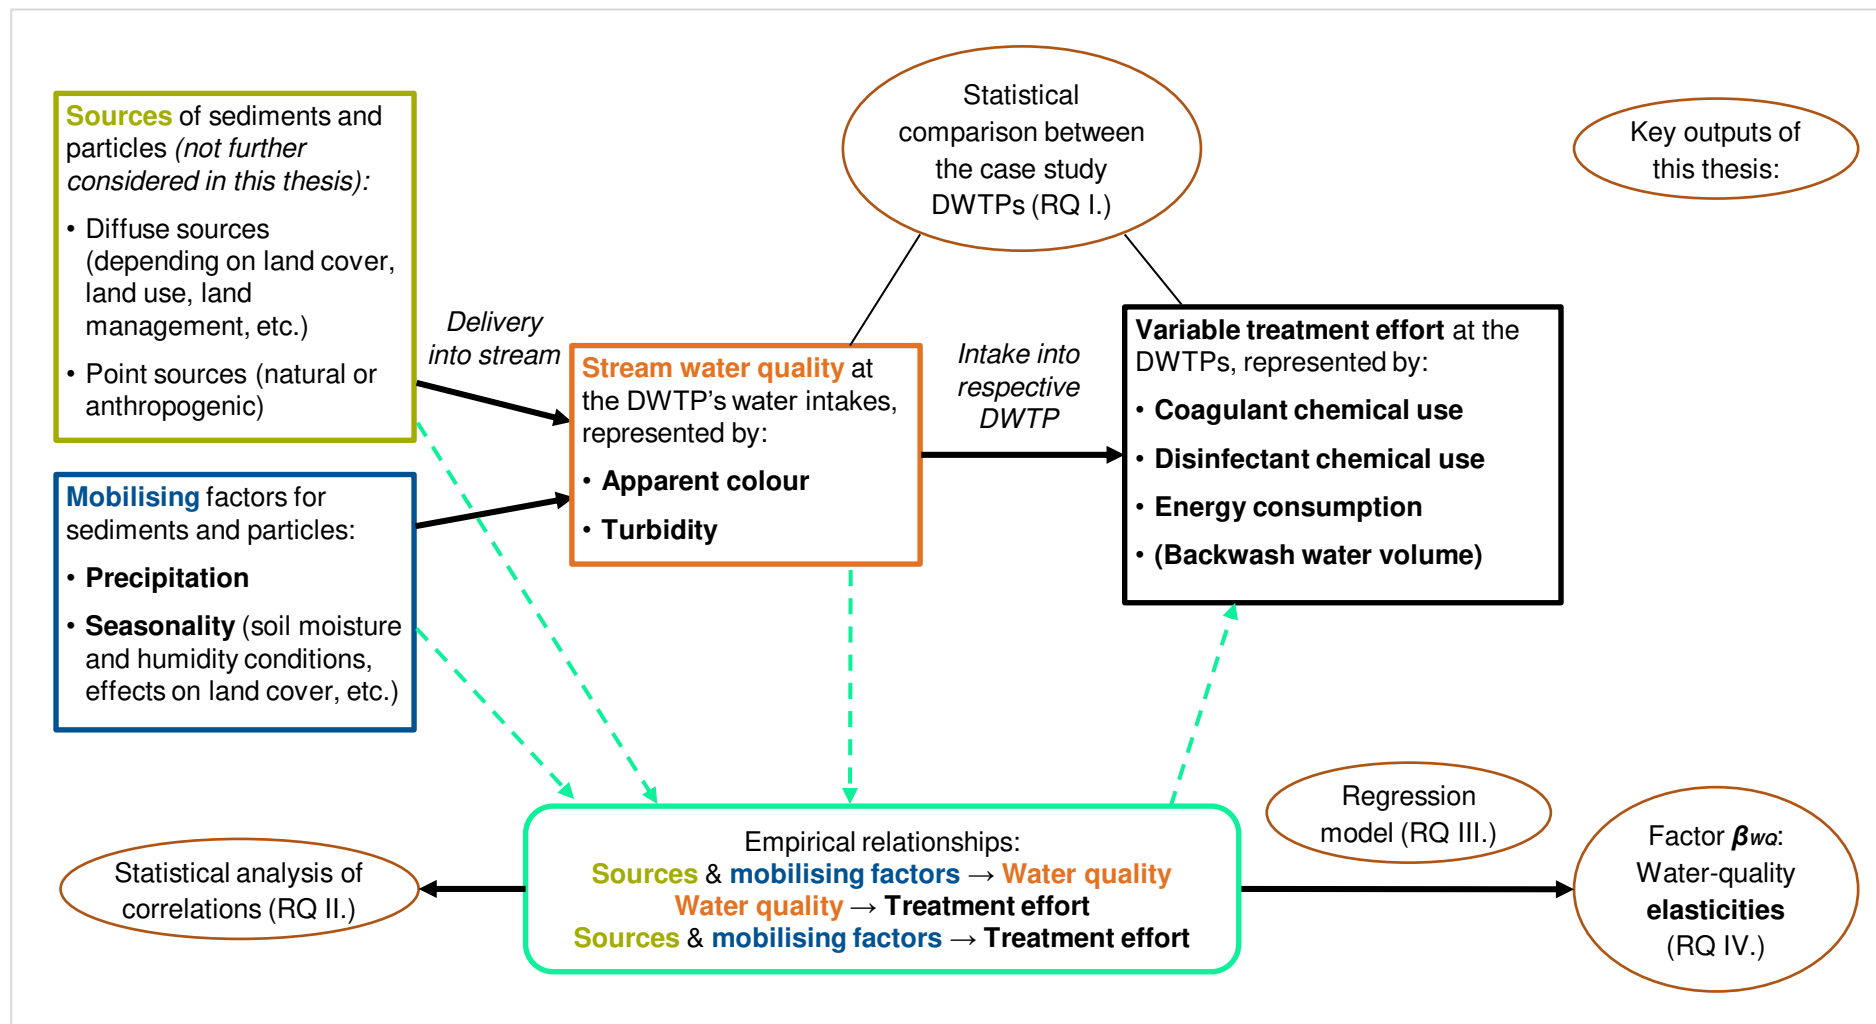 Sources of sediments and
particles (not further
considered in this thesis):
• Diffuse sources
(depending on land cover,
land use, land
management, etc.)
• Point sources (natural or
anthropogenic)
Mobilising factors for
sediments and particles:
• Precipitation
• Seasonality (soil moisture
and humidity conditions,
effects on land cover, etc.)
Delivery
into stream
Stream water quality at
the DWTP's water intakes,
represented by:
• Apparent colour
• Turbidity
Statistical
comparison between
the case study
DWTPs (RQ I.)
Intake into
respective
DWTP
Variable treatment effort at the
DWTPs, represented by:
• Coagulant chemical use
• Disinfectant chemical use
• Energy consumption
• (Backwash water volume)
Key outputs of
this thesis:
Statistical analysis of
correlations (RQ II.)
Empirical relationships:
Sources & mobilising factors → Water quality
Water quality → Treatment effort
Sources & mobilising factors → Treatment effort
Regression
model (RQ III.)
Factor βWQ:
Water-quality
elasticities
(RQ IV.)